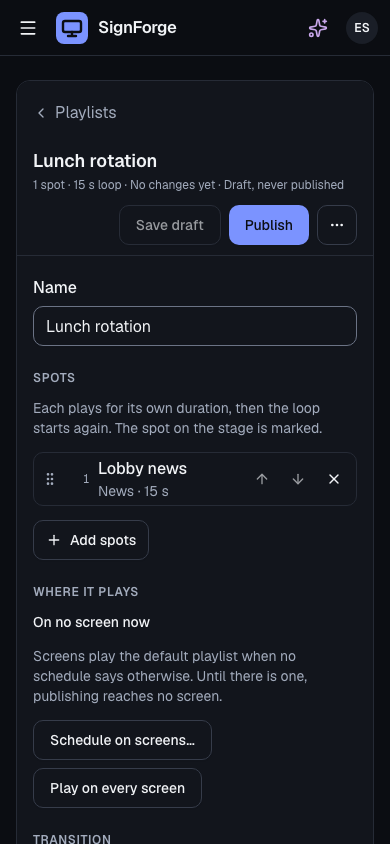 SignForge
ES
Playlists
Lunch rotation
1 spot · 15 s loop · No changes yet · Draft, never published
Save draft
Publish
Name
Lunch rotation
SPOTS
Each plays for its own duration, then the loop
starts again. The spot on the stage is marked.
1 Lobby news
News · 15 s
Add spots
WHERE IT PLAYS
On no screen now
Screens play the default playlist when no
schedule says otherwise. Until there is one,
publishing reaches no screen.
Schedule on screens...
Play on every screen
TRANSITION